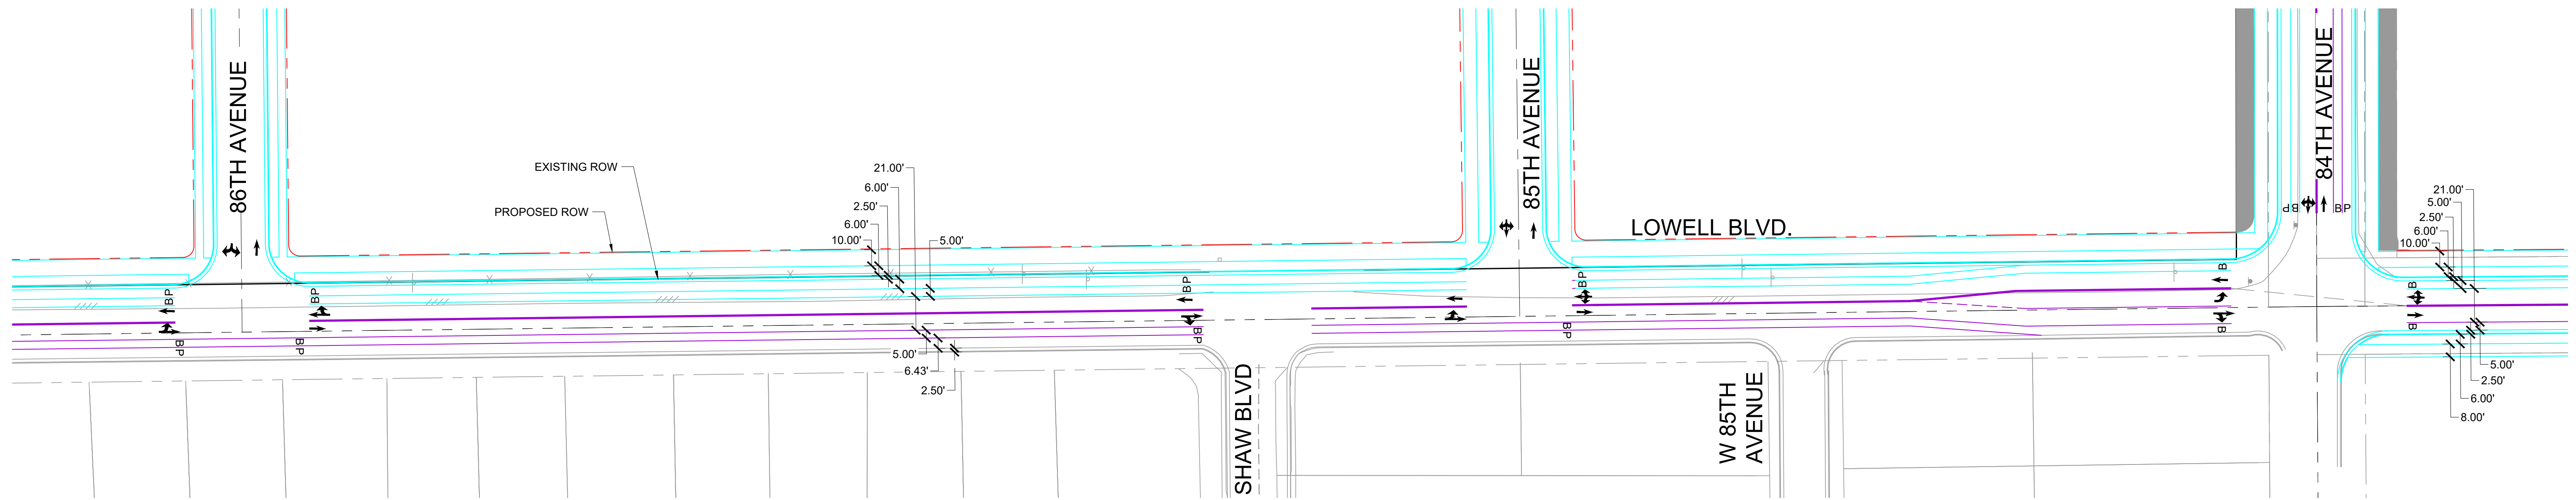 86TH AVENUE
EXISTING ROW
PROPOSED ROW
21.00'
6.00'
2.50'
6.00'
10.00'
5.00'
5.00'
6.43'
2.50'
BP
BP
BP
BP
BP
BP
SHAW BLVD
85TH AVENUE
LOWELL BLVD.
BP
BP
W 85TH
AVENUE
84TH AVENUE
BP
BP
B
B
B
B
21.00'
5.00'
2.50'
6.00'
10.00'
5.00'
2.50'
6.00'
8.00'